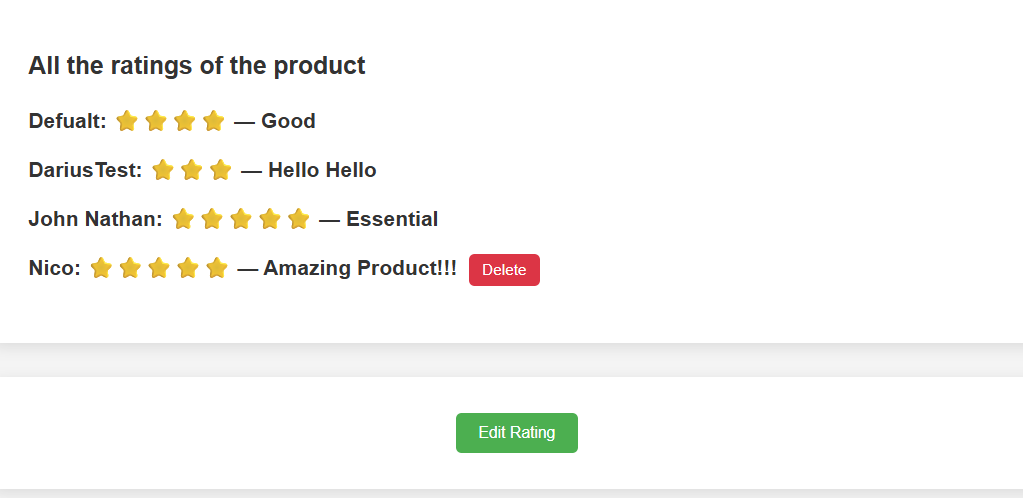 All the ratings of the product
Defualt: ⭐ ⭐ ⭐ ⭐ — Good
DariusTest: ⭐ ⭐ ⭐ — Hello Hello
John Nathan: ⭐ ⭐ ⭐ ⭐ ⭐ — Essential
Nico: ⭐ ⭐ ⭐ ⭐ ⭐ — Amazing Product!!! Delete
Edit Rating